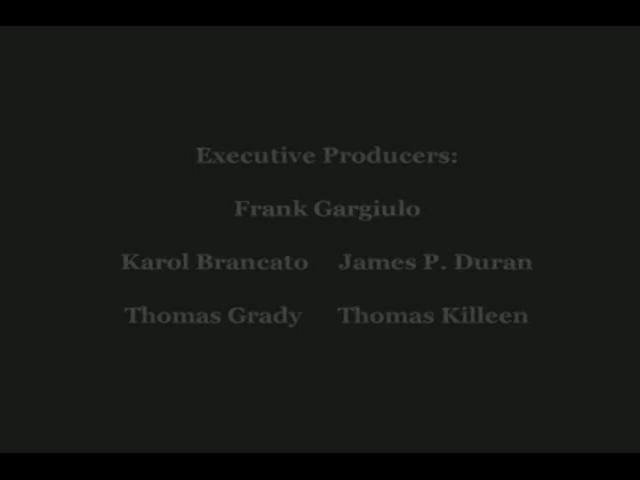 Executive Producers:
Frank Gargiulo
Karol Brancato James P. Duran
Thomas Grady Thomas Killeen